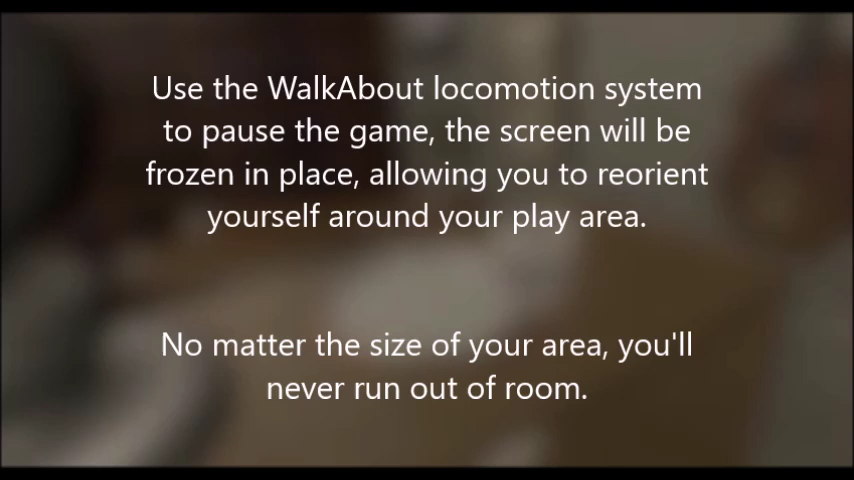 Use the WalkAbout locomotion system
to pause the game, the screen will be
frozen in place, allowing you to reorient
yourself around your play area.
No matter the size of your area, you'll
never run out of room.